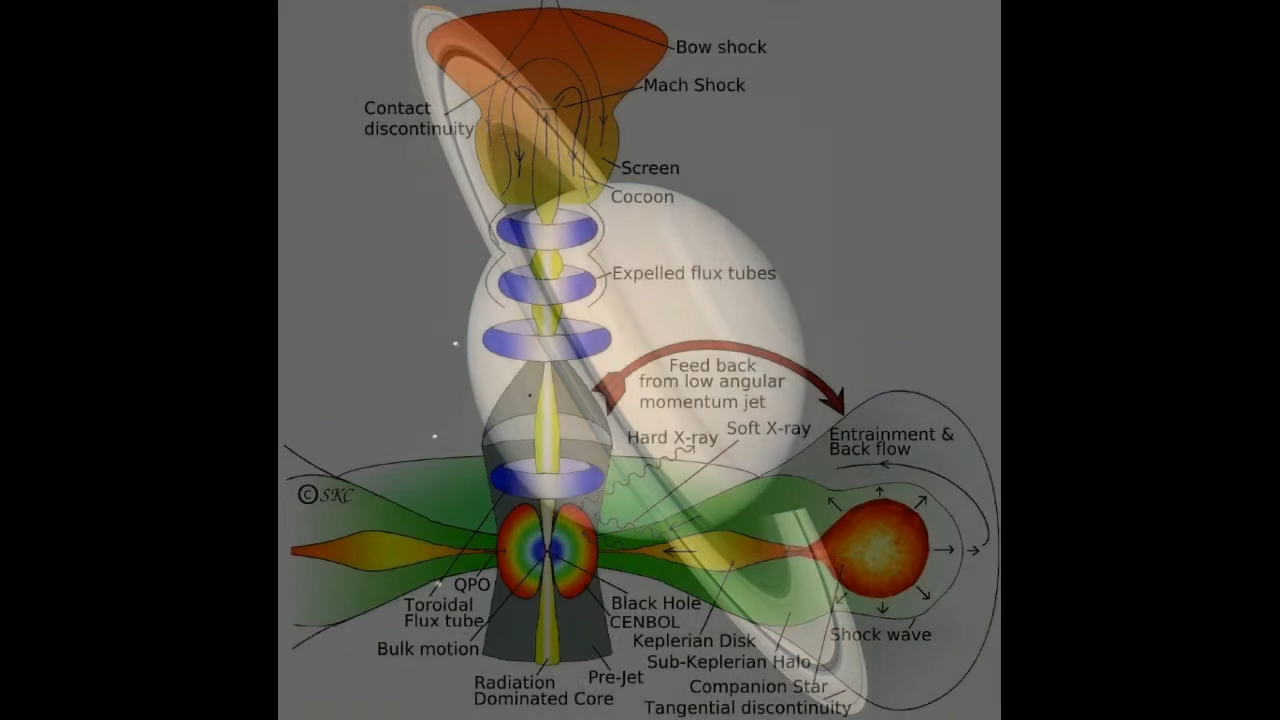 Bow shock
Mach Shock
Contact
discontinuity
Screen
Cocoon
Expelled flux tubes
Feed back
from low angular
momentum jet
Hard X-ray
Soft X-ray
Entrainment &
Back flow
© SKC
QPO
Toroidal
Flux tube
Bulk motion
Radiation
Dominated Core
Pre-Jet
Black Hole
CENBOL
Keplerian Disk
Sub-Keplerian Halo
Companion Star
Tangential discontinuity
Shock wave